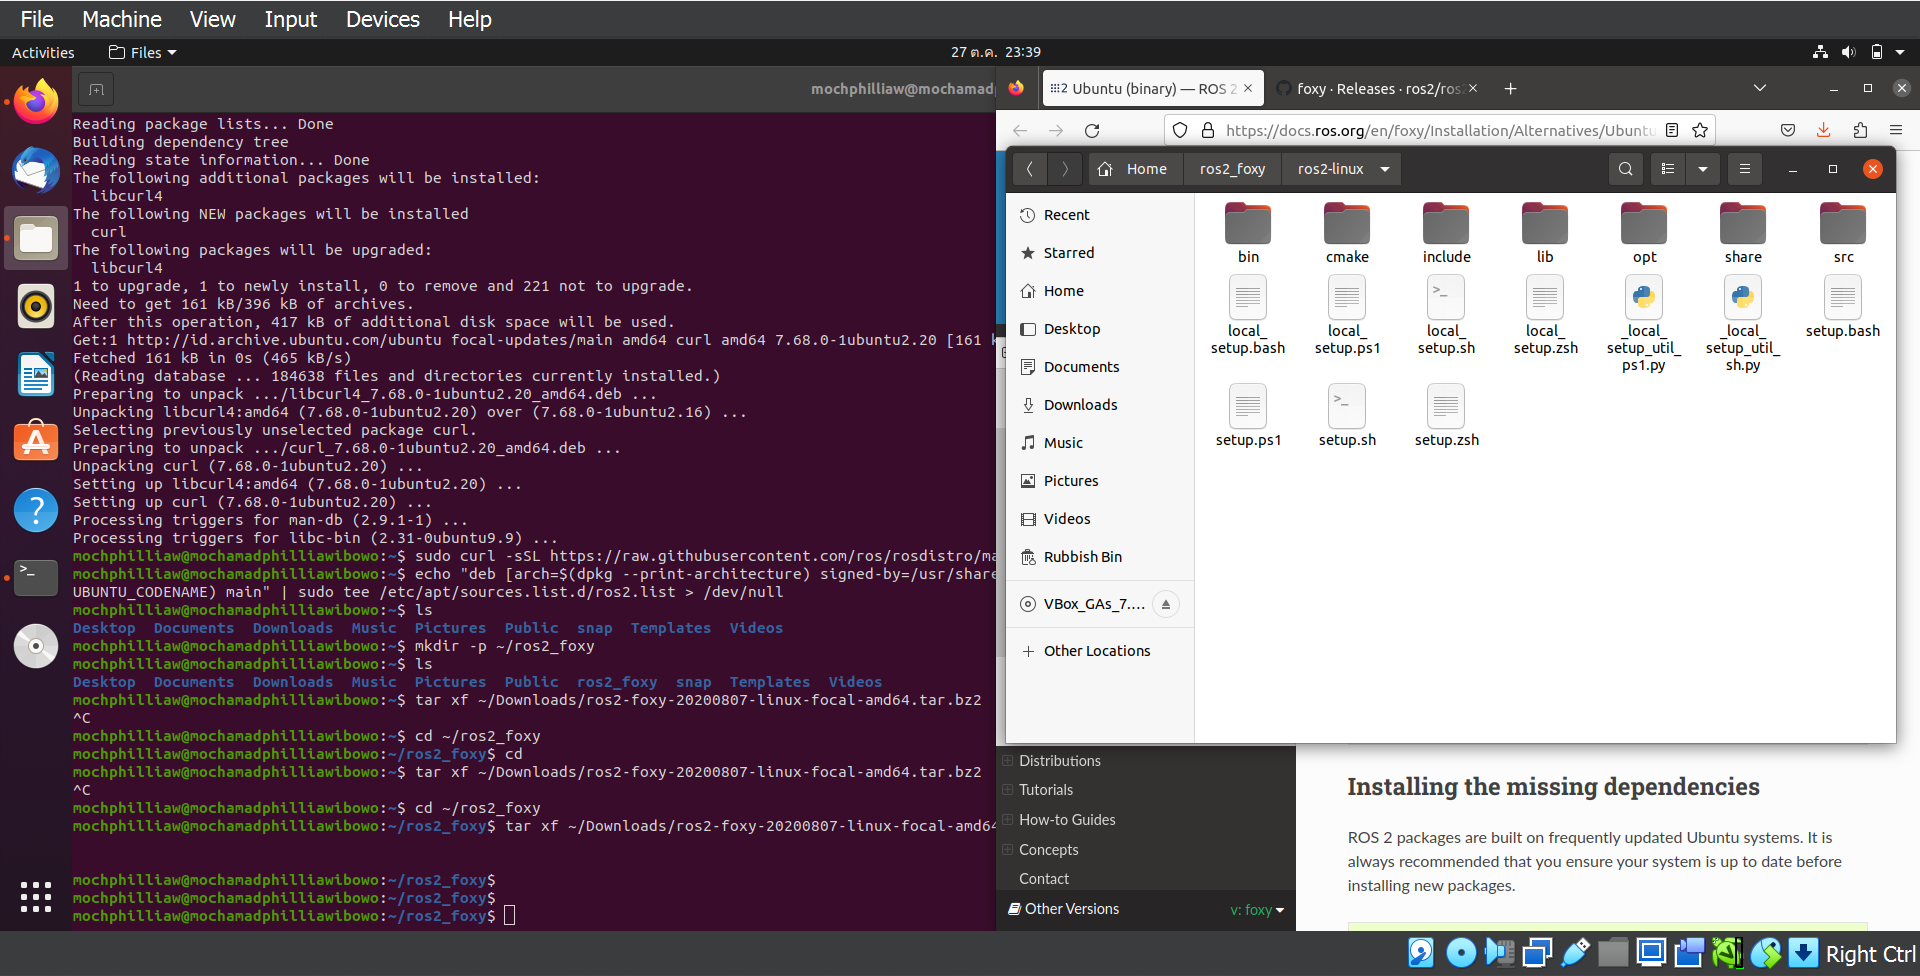 File Machine View Input Devices Help
Activities Files 27 ต.ค. 23:39
mochphilliaw@mochamadp
Reading package lists... Done
Building dependency tree
Reading state information... Done
The following additional packages will be installed:
libcurl4
The following NEW packages will be installed
curl
The following packages will be upgraded:
libcurl4
1 to upgrade, 1 to newly install, 0 to remove and 221 not to upgrade.
Need to get 161 kB/396 kB of archives.
After this operation, 417 kB of additional disk space will be used.
Get:1 http://id.archive.ubuntu.com/ubuntu focal-updates/main amd64 curl amd64 7.68.0-1ubuntu2.20 [161 k
Fetched 161 kB in 0s (465 kB/s)
(Reading database ... 184638 files and directories currently installed.)
Preparing to unpack .../libcurl4_7.68.0-1ubuntu2.20_amd64.deb ...
Unpacking libcurl4:amd64 (7.68.0-1ubuntu2.20) over (7.68.0-1ubuntu2.16) ...
Selecting previously unselected package curl.
Preparing to unpack .../curl_7.68.0-1ubuntu2.20_amd64.deb ...
Unpacking curl (7.68.0-1ubuntu2.20) ...
Setting up libcurl4:amd64 (7.68.0-1ubuntu2.20) ...
Setting up curl (7.68.0-1ubuntu2.20) ...
Processing triggers for man-db (2.9.1-1) ...
Processing triggers for libc-bin (2.31-0ubuntu9.9) ...
mochphilliaw@mochamadphilliawibowo:~$ sudo curl -sSL https://raw.githubusercontent.com/ros/rosdistro/ma
mochphilliaw@mochamadphilliawibowo:~$ echo "deb [arch=$(dpkg --print-architecture) signed-by=/usr/share
UBUNTU_CODENAME) main" | sudo tee /etc/apt/sources.list.d/ros2.list > /dev/null
mochphilliaw@mochamadphilliawibowo:~$ ls
Desktop Documents Downloads Music Pictures Public snap Templates Videos
mochphilliaw@mochamadphilliawibowo:~$ mkdir -p ~/ros2_foxy
mochphilliaw@mochamadphilliawibowo:~$ ls
Desktop Documents Downloads Music Pictures Public ros2_foxy snap Templates Videos
mochphilliaw@mochamadphilliawibowo:~$ tar xf ~/Downloads/ros2-foxy-20200807-linux-focal-amd64.tar.bz2
^C
mochphilliaw@mochamadphilliawibowo:~$ cd ~/ros2_foxy
mochphilliaw@mochamadphilliawibowo:~/ros2_foxy$ cd
mochphilliaw@mochamadphilliawibowo:~$ tar xf ~/Downloads/ros2-foxy-20200807-linux-focal-amd64.tar.bz2
^C
mochphilliaw@mochamadphilliawibowo:~$ cd ~/ros2_foxy
mochphilliaw@mochamadphilliawibowo:~/ros2_foxy$ tar xf ~/Downloads/ros2-foxy-20200807-linux-focal-amd64
mochphilliaw@mochamadphilliawibowo:~/ros2_foxy$
mochphilliaw@mochamadphilliawibowo:~/ros2_foxy$
mochphilliaw@mochamadphilliawibowo:~/ros2_foxy$
2 Ubuntu (binary) — ROS 2
foxy · Releases · ros2/ros2
https://docs.ros.org/en/foxy/Installation/Alternatives/Ubuntu
Home ros2_foxy ros2-linux
Recent
Starred
Home
Desktop
Documents
Downloads
Music
Pictures
Videos
Rubbish Bin
VBox_GAs_7....
Other Locations
bin cmake include lib opt share src
local_setup.bash
local_setup.ps1
local_setup.sh
local_setup.zsh
_local_setup_util_ps1.py
_local_setup_util_sh.py
setup.bash
setup.ps1 setup.sh setup.zsh
Distributions
Tutorials
How-to Guides
Concepts
Contact
Other Versions v: foxy
Installing the missing dependencies
ROS 2 packages are built on frequently updated Ubuntu systems. It is
always recommended that you ensure your system is up to date before
installing new packages.
Right Ctrl